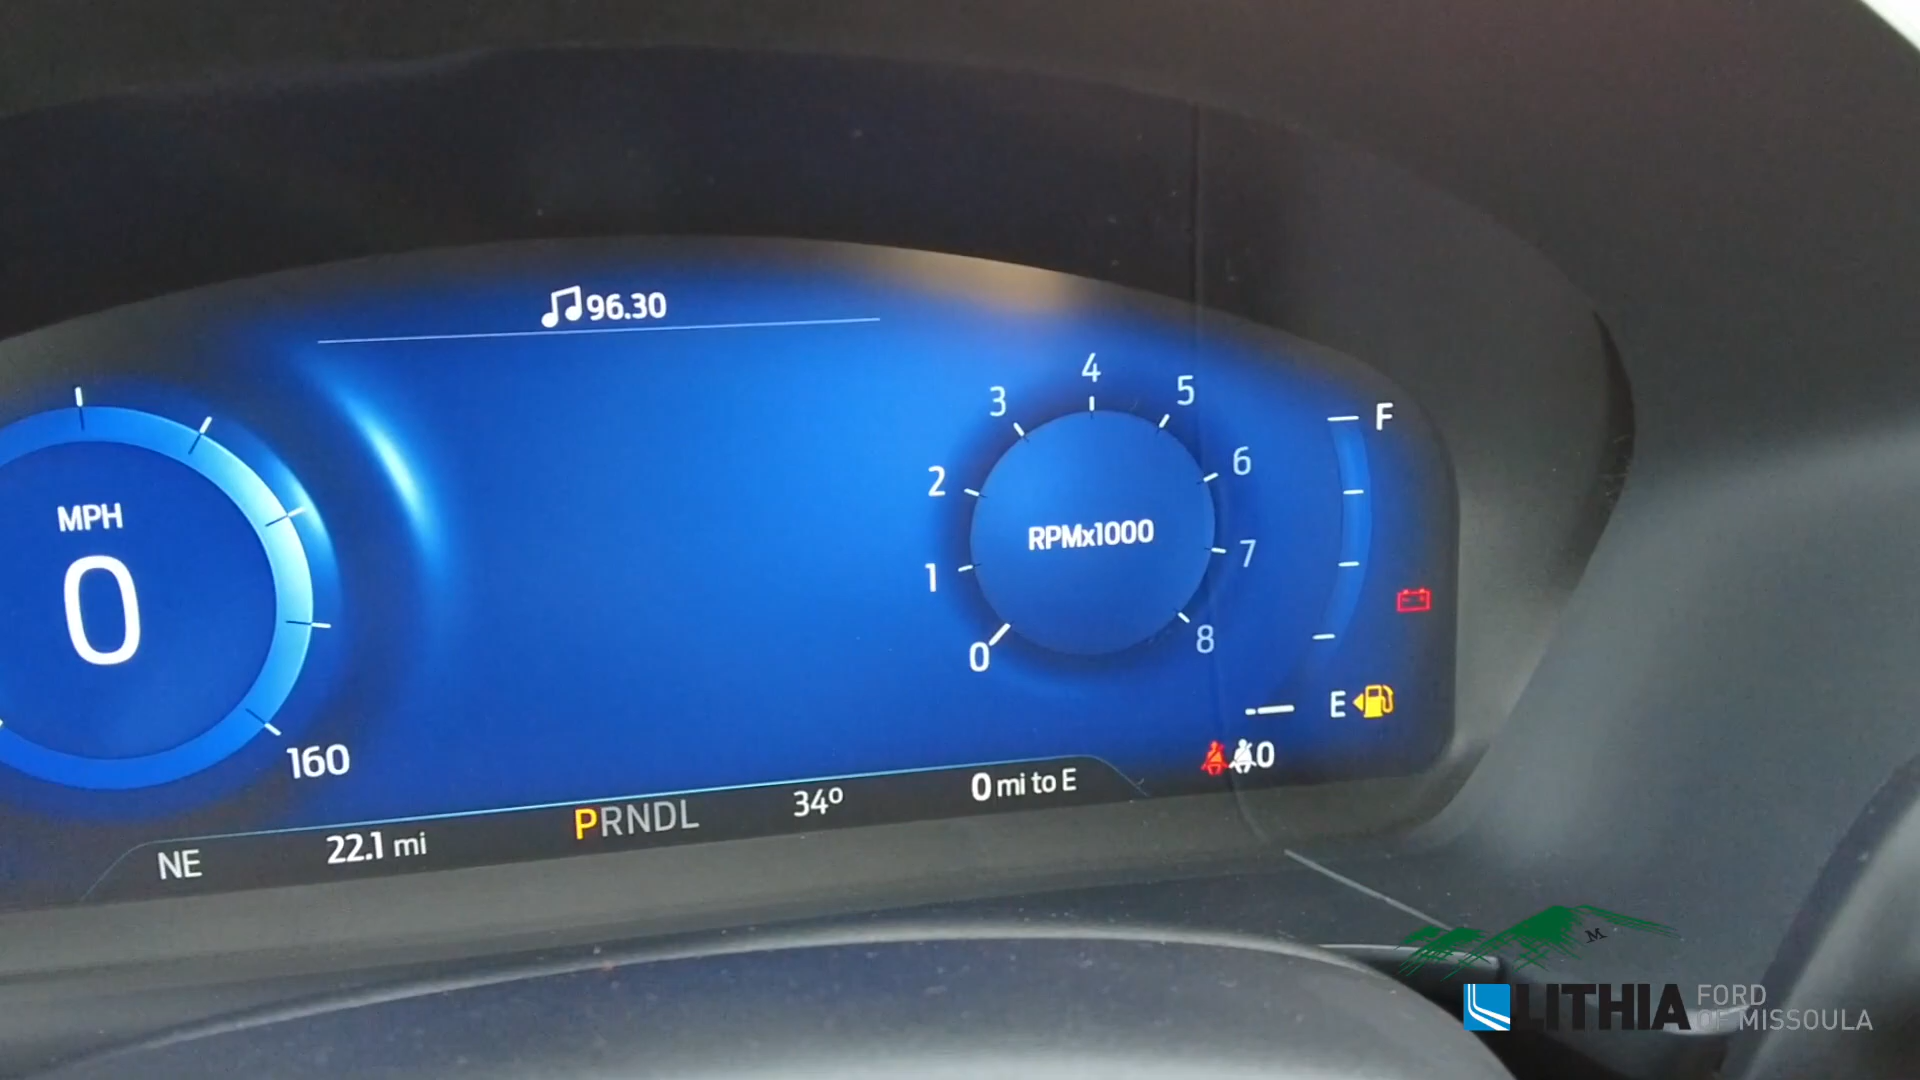 96.30
MPH
0
160
0
1
2
3
4
5
6
7
8
RPMx1000
F
E
0
NE
22.1 mi
PRNDL
34º
0 mi to E
M
LITHIA
FORD
OF MISSOULA